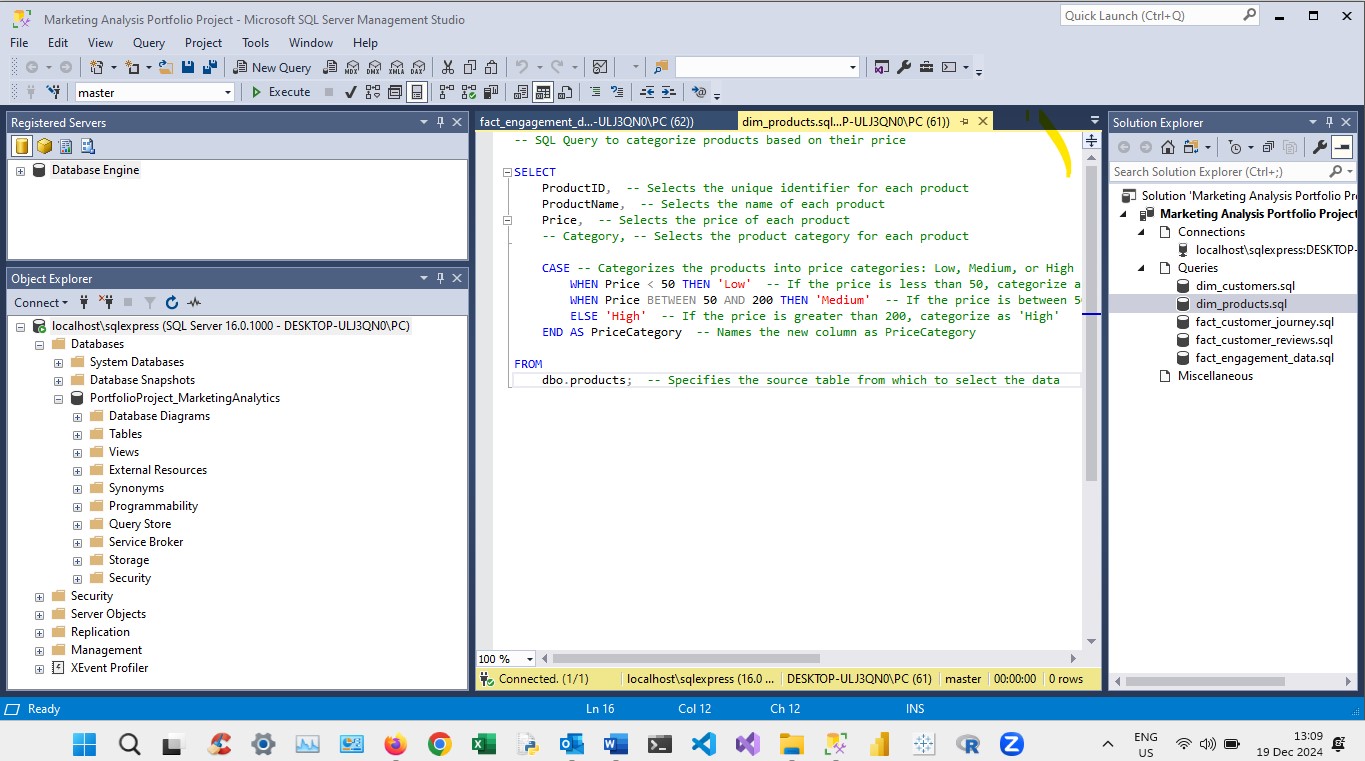 Marketing Analysis Portfolio Project - Microsoft SQL Server Management Studio
Quick Launch (Ctrl+Q)
File Edit View Query Project Tools Window Help
New Query MDX DMX XMLA DAX
master Execute
Registered Servers
Database Engine
Object Explorer
Connect
localhost\sqlexpress (SQL Server 16.0.1000 - DESKTOP-ULJ3QN0\PC)
Databases
System Databases
Database Snapshots
PortfolioProject_MarketingAnalytics
Database Diagrams
Tables
Views
External Resources
Synonyms
Programmability
Query Store
Service Broker
Storage
Security
Security
Server Objects
Replication
Management
XEvent Profiler
fact_engagement_d...-ULJ3QN0\PC (62)) dim_products.sql...P-ULJ3QN0\PC (61))
-- SQL Query to categorize products based on their price
SELECT
ProductID, -- Selects the unique identifier for each product
ProductName, -- Selects the name of each product
Price, -- Selects the price of each product
-- Category, -- Selects the product category for each product
CASE -- Categorizes the products into price categories: Low, Medium, or High
WHEN Price < 50 THEN 'Low' -- If the price is less than 50, categorize a
WHEN Price BETWEEN 50 AND 200 THEN 'Medium' -- If the price is between 5
ELSE 'High' -- If the price is greater than 200, categorize as 'High'
END AS PriceCategory -- Names the new column as PriceCategory
FROM
dbo.products; -- Specifies the source table from which to select the data
100 %
Connected. (1/1) localhost\sqlexpress (16.0 ... DESKTOP-ULJ3QN0\PC (61) master 00:00:00 0 rows
Solution Explorer
Search Solution Explorer (Ctrl+;)
Solution 'Marketing Analysis Portfolio Pr
Marketing Analysis Portfolio Project
Connections
localhost\sqlexpress:DESKTOP-
Queries
dim_customers.sql
dim_products.sql
fact_customer_journey.sql
fact_customer_reviews.sql
fact_engagement_data.sql
Miscellaneous
Ready Ln 16 Col 12 Ch 12 INS
ENG
US
13:09
19 Dec 2024